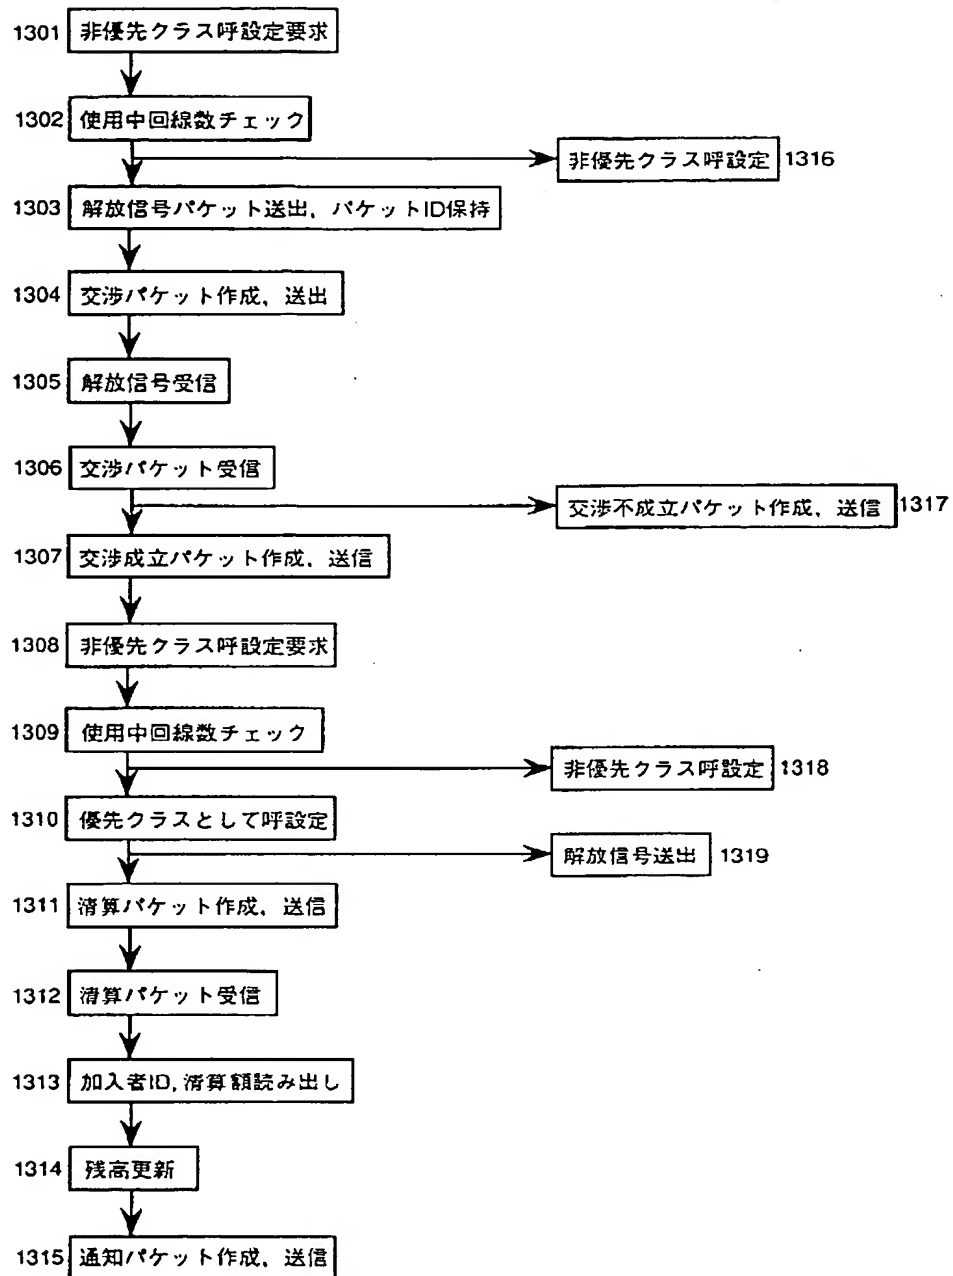 1301 非優先クラス呼設定要求
1302 使用中回線数チェック
非優先クラス呼設定 1316
1303 解放信号パケット送出，パケットID保持
1304 交渉パケット作成，送出
1305 解放信号受信
1306 交渉パケット受信
交渉不成立パケット作成，送信 1317
1307 交渉成立パケット作成，送信
1308 非優先クラス呼設定要求
1309 使用中回線数チェック
非優先クラス呼設定 1318
1310 優先クラスとして呼設定
解放信号送出 1319
1311 清算パケット作成，送信
1312 清算パケット受信
1313 加入者ID，清算額読み出し
1314 残高更新
1315 通知パケット作成，送信